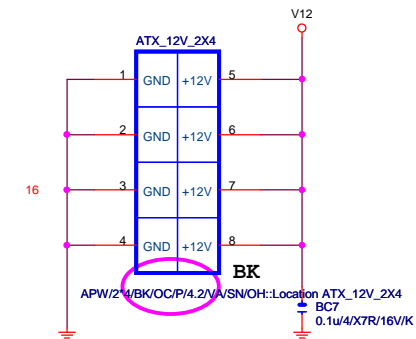 V12
ATX_12V_2X4
1 GND +12V 5
2 GND +12V 6
16
3 GND +12V 7
4 GND +12V 8
BK
APW/2*4/BK/OC/P/4.2/VA/SN/OH::Location ATX_12V_2X4
BC7
0.1u/4/X7R/16V/K